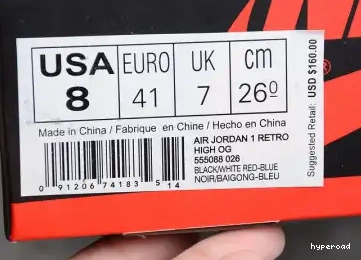 USA EURO UK cm
8 41 7 26º
Made in China / Fabriqué en Chine / Hecho en China
AIR JORDAN 1 RETRO
HIGH OG
555088 026
BLACK/WHITE RED-BLUE
NOIR/BAIGONG-BLEU
0 91206 74183 5 14
Suggested Retail: USD $160.00
®
hyperoad